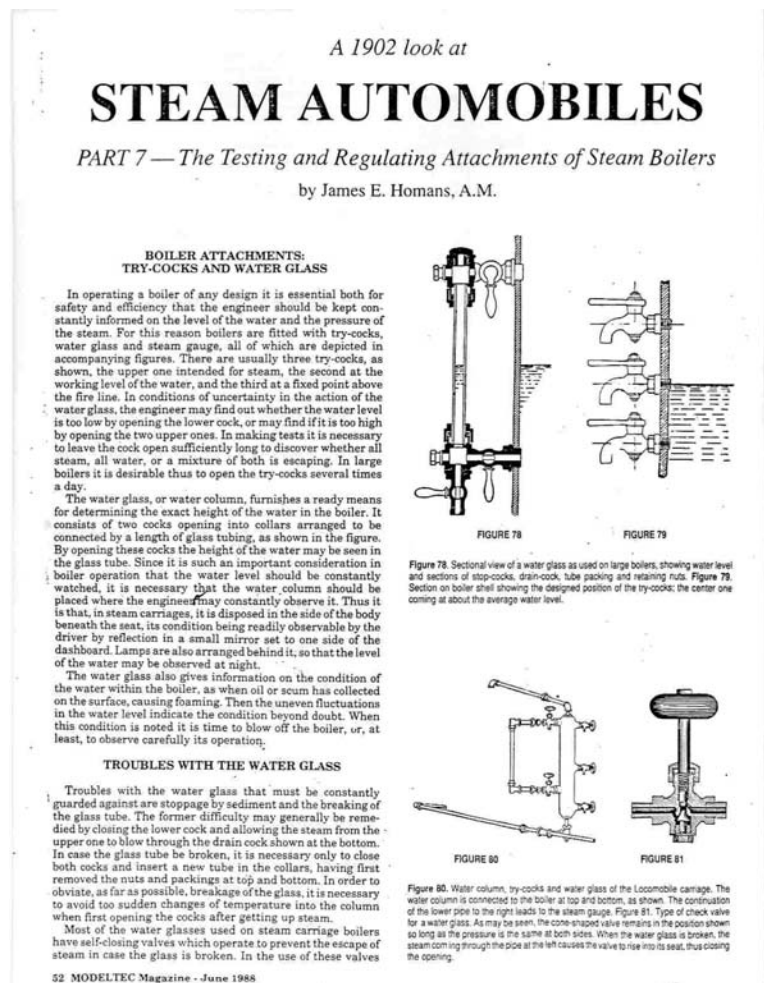 A 1902 look at
STEAM AUTOMOBILES
PART 7 — The Testing and Regulating Attachments of Steam Boilers
by James E. Homans, A.M.
BOILER ATTACHMENTS:
TRY-COCKS AND WATER GLASS
In operating a boiler of any design it is essential both for
safety and efficiency that the engineer should be kept con-
stantly informed on the level of the water and the pressure of
the steam. For this reason boilers are fitted with try-cocks,
water glass and steam gauge, all of which are depicted in
accompanying figures. There are usually three try-cocks, as
shown, the upper one intended for steam, the second at the
working level of the water, and the third at a fixed point above
the fire line. In conditions of uncertainty in the action of the
water glass, the engineer may find out whether the water level
is too low by opening the lower cock, or may find if it is too high
by opening the two upper ones. In making tests it is necessary
to leave the cock open sufficiently long to discover whether all
steam, all water, or a mixture of both is escaping. In large
boilers it is desirable thus to open the try-cocks several times
a day.
The water glass, or water column, furnishes a ready means
for determining the exact height of the water in the boiler. It
consists of two cocks opening into collars arranged to be
connected by a length of glass tubing, as shown in the figure.
By opening these cocks the height of the water may be seen in
the glass tube. Since it is such an important consideration in
boiler operation that the water level should be constantly
watched, it is necessary that the water column should be
placed where the engineer may constantly observe it. Thus it
is that, in steam carriages, it is disposed in the side of the body
beneath the seat, its condition being readily observable by the
driver by reflection in a small mirror set to one side of the
dashboard. Lamps are also arranged behind it, so that the level
of the water may be observed at night.
The water glass also gives information on the condition of
the water within the boiler, as when oil or scum has collected
on the surface, causing foaming. Then the uneven fluctuations
in the water level indicate the condition beyond doubt. When
this condition is noted it is time to blow off the boiler, or, at
least, to observe carefully its operation.
TROUBLES WITH THE WATER GLASS
Troubles with the water glass that must be constantly
guarded against are stoppage by sediment and the breaking of
the glass tube. The former difficulty may generally be reme-
died by closing the lower cock and allowing the steam from the
upper one to blow through the drain cock shown at the bottom.
In case the glass tube be broken, it is necessary only to close
both cocks and insert a new tube in the collars, having first
removed the nuts and packings at top and bottom. In order to
obviate, as far as possible, breakage of the glass, it is necessary
to avoid too sudden changes of temperature into the column
when first opening the cocks after getting up steam.
Most of the water glasses used on steam carriage boilers
have self-closing valves which operate to prevent the escape of
steam in case the glass is broken. In the use of these valves
52 MODELTEC Magazine - June 1988
FIGURE 78
FIGURE 79
Figure 78. Sectional view of a water glass as used on large boilers, showing water level
and sections of stop-cocks, drain-cock, tube packing and retaining nuts. Figure 79.
Section on boiler shell showing the designed position of the try-cocks; the center one
coming at about the average water level.
FIGURE 80
FIGURE 81
Figure 80. Water column, try-cocks and water glass of the Locomobile carriage. The
water column is connected to the boiler at top and bottom, as shown. The continuation
of the lower pipe to the right leads to the steam gauge. Figure 81. Type of check valve
for a water glass. As may be seen, the cone-shaped valve remains in the position shown
so long as the pressure is the same at both sides. When the water glass is broken, the
steam coming through the pipe at the left causes the valve to rise into its seat, thus closing
the opening.